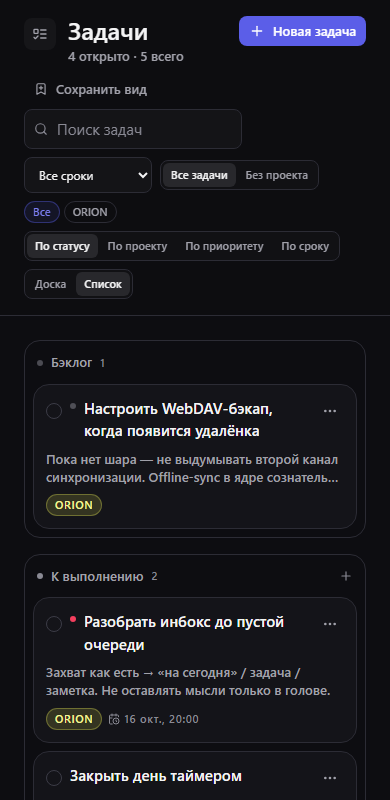 Задачи
Новая задача
4 открыто · 5 всего
Сохранить вид
Поиск задач
Все сроки
Все задачи
Без проекта
Все
ORION
По статусу
По проекту
По приоритету
По сроку
Доска
Список
Бэклог 1
Настроить WebDAV-бэкап,
когда появится удалёнка
Пока нет шара — не выдумывать второй канал
синхронизации. Offline-sync в ядре сознатель...
ORION
К выполнению 2
Разобрать инбокс до пустой
очереди
Захват как есть → «на сегодня» / задача /
заметка. Не оставлять мысли только в голове.
ORION
16 окт., 20:00
Закрыть день таймером